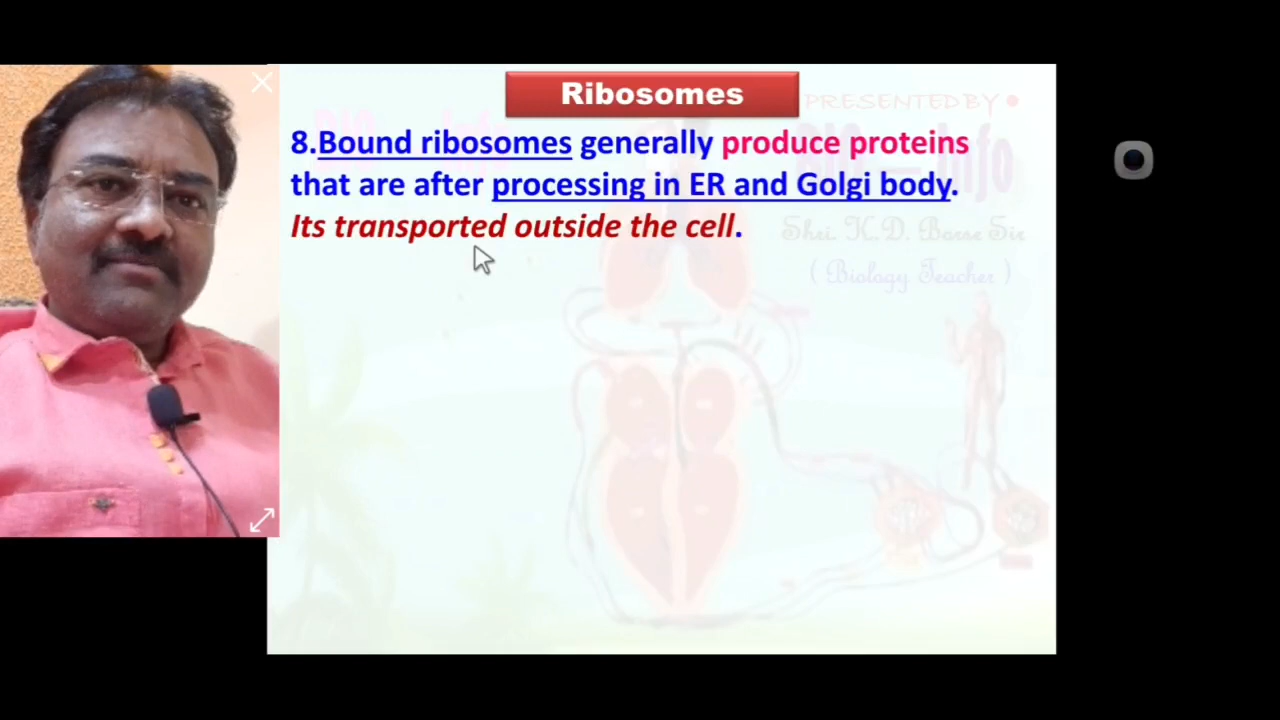 Ribosomes
PRESENTED BY
8.Bound ribosomes generally produce proteins
that are after processing in ER and Golgi body.
Its transported outside the cell.
Shri. K.D. Borse Sir
( Biology Teacher )